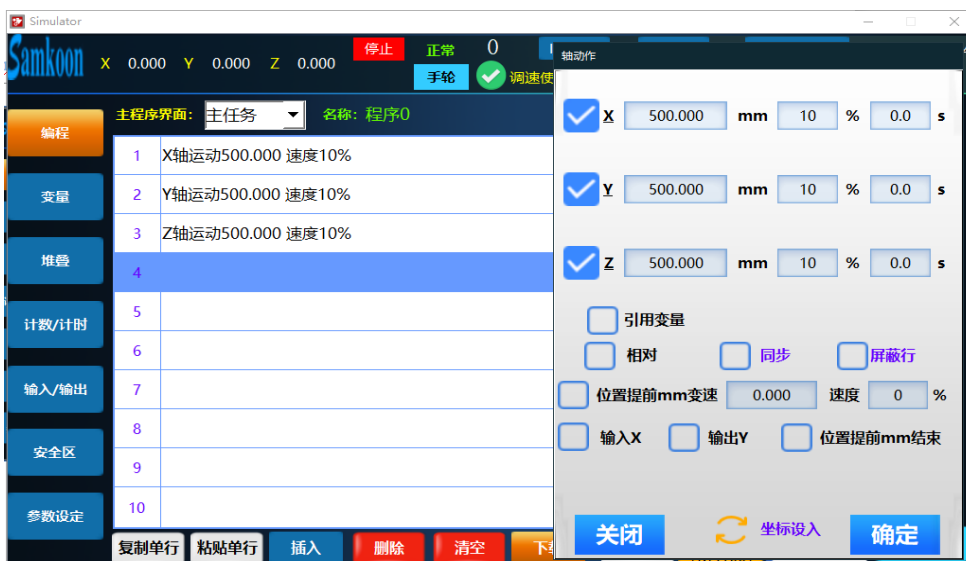 Simulator
Samkoon
X 0.000 Y 0.000 Z 0.000
停止
正常
0
手轮
调速使
主程序界面:
主任务
名称: 程序0
编程
变量
堆叠
计数/计时
输入/输出
安全区
参数设定
1 X轴运动500.000 速度10%
2 Y轴运动500.000 速度10%
3 Z轴运动500.000 速度10%
4
5
6
7
8
9
10
复制单行 粘贴单行 插入 删除 清空 下
轴动作
X 500.000 mm 10 % 0.0 s
Y 500.000 mm 10 % 0.0 s
Z 500.000 mm 10 % 0.0 s
引用变量
相对 同步 屏蔽行
位置提前mm变速 0.000 速度 0 %
输入X 输出Y 位置提前mm结束
关闭 坐标设入 确定